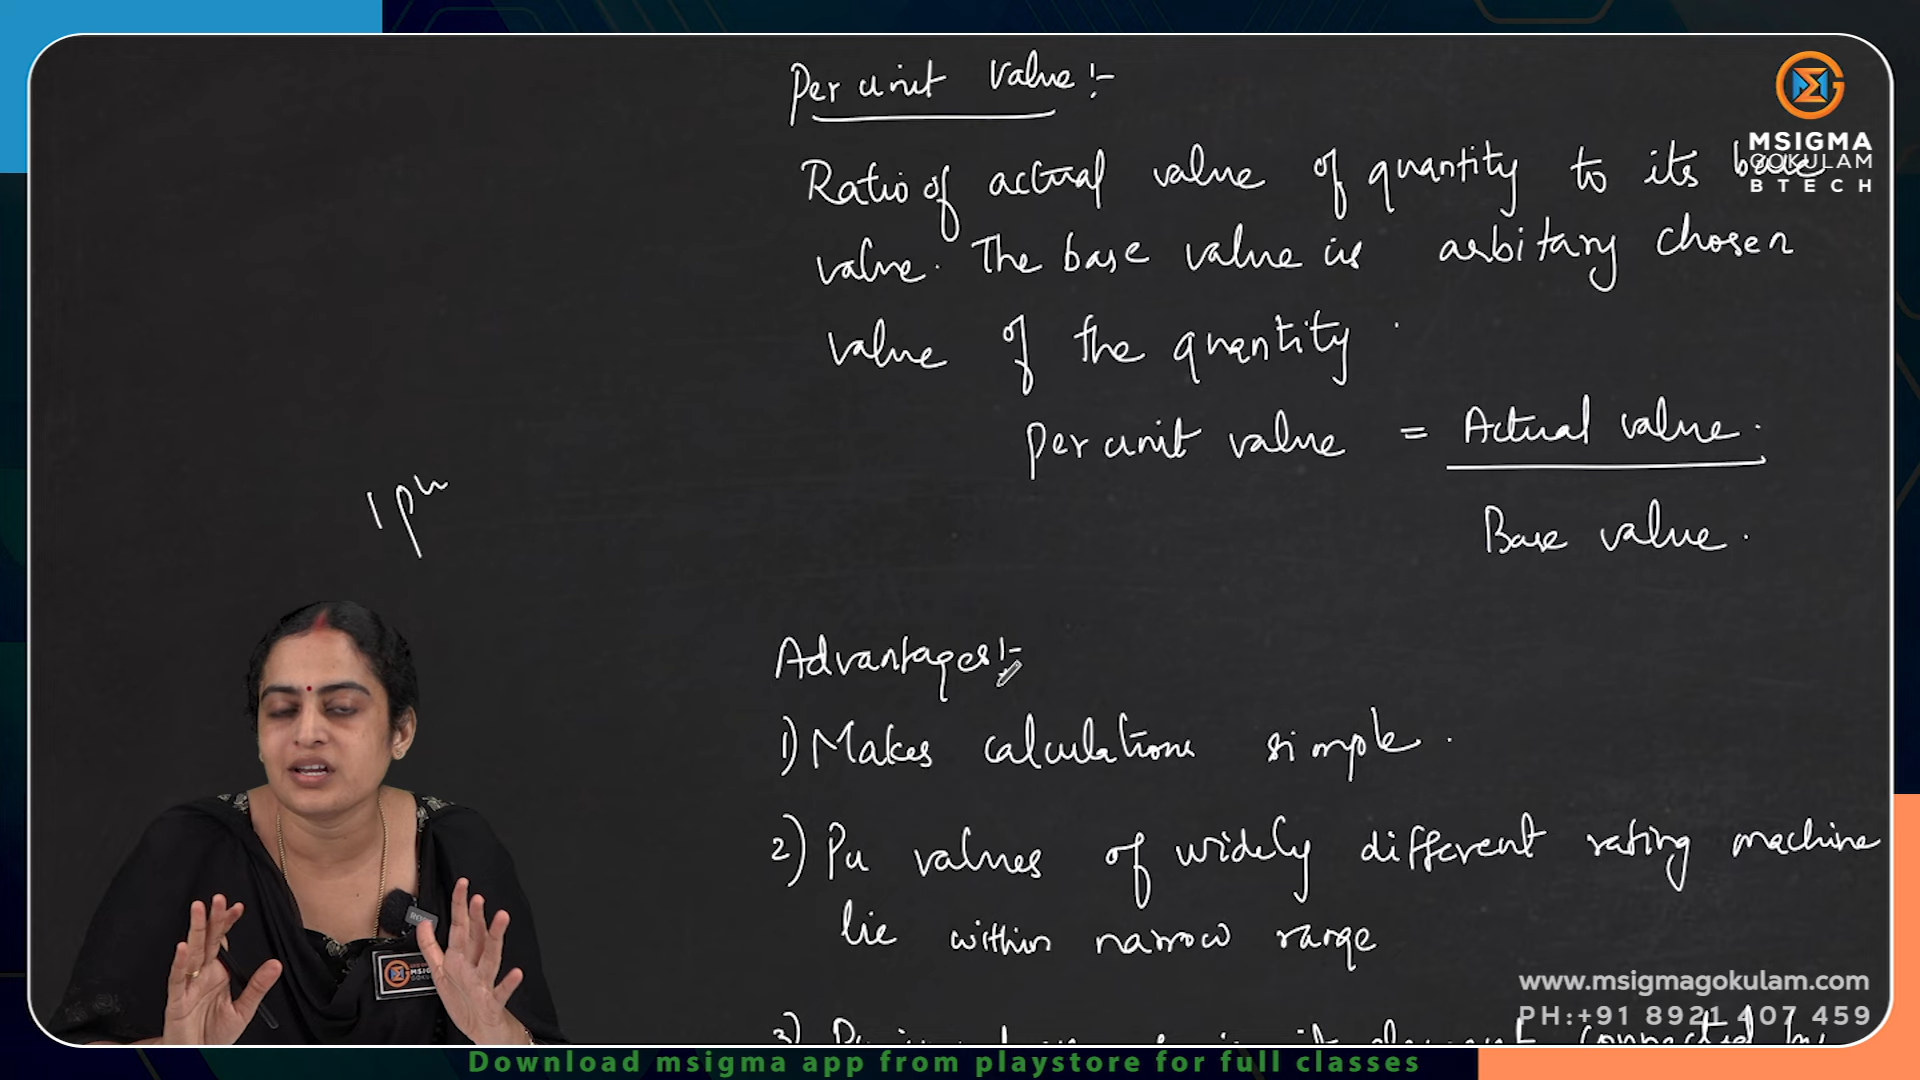 Per unit value :-
MSIGMA
GOKULAM
BTECH
Ratio of actual value of quantity to its base
value. The base value is arbitary chosen
value of the quantity.
Per unit value = Actual value.
Base value.
1 pu
Advantages :-
1) Makes calculations simple.
2) Pu values of widely different rating machine
lie within narrow range
3) connected
www.msigmagokulam.com
PH:+91 8921 407 459
Download msigma app from playstore for full classes